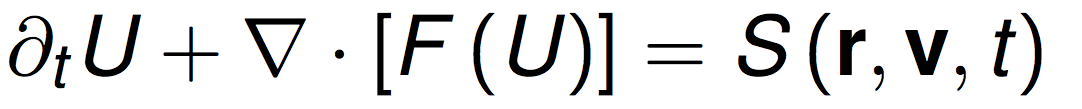 ∂ₜU + ∇ · [F (U)] = S (r, v, t)